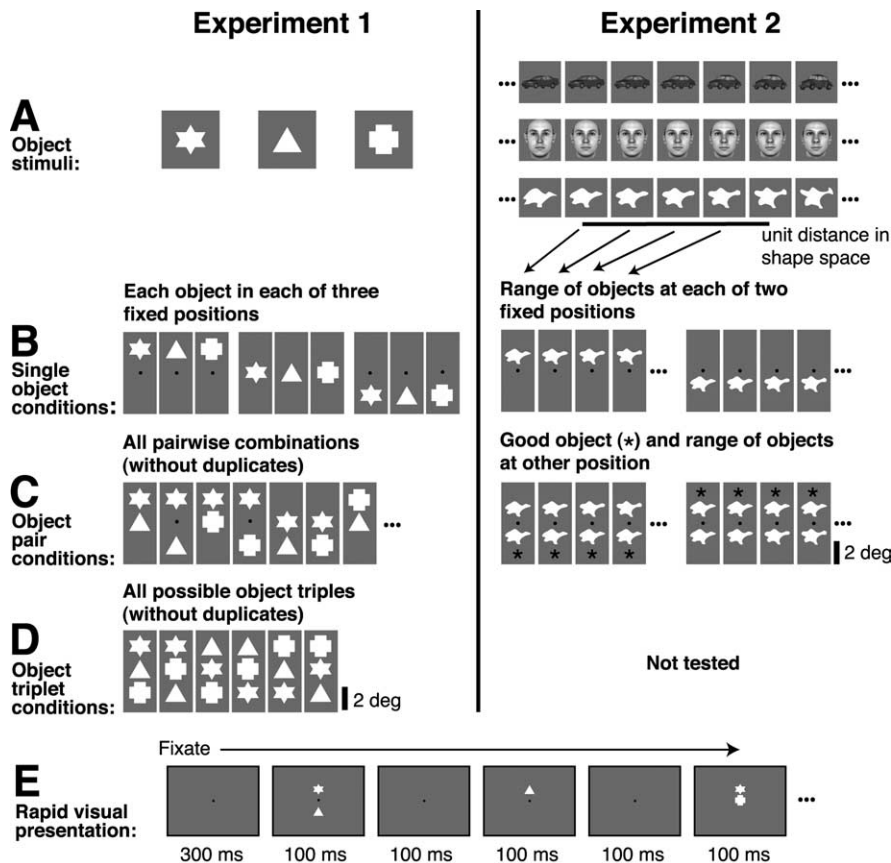 Experiment 1
Experiment 2
A
Object
stimuli:
•••
•••
•••
•••
•••
•••
unit distance in
shape space
Each object in each of three
fixed positions
Range of objects at each of two
fixed positions
B
Single
object
conditions:
•••
•••
All pairwise combinations
(without duplicates)
Good object (*) and range of objects
at other position
C
Object
pair
conditions:
•••
* * * *
•••
* * * *
•••
2 deg
All possible object triples
(without duplicates)
D
Object
triplet
conditions:
2 deg
Not tested
Fixate
E
Rapid visual
presentation:
•••
300 ms
100 ms
100 ms
100 ms
100 ms
100 ms